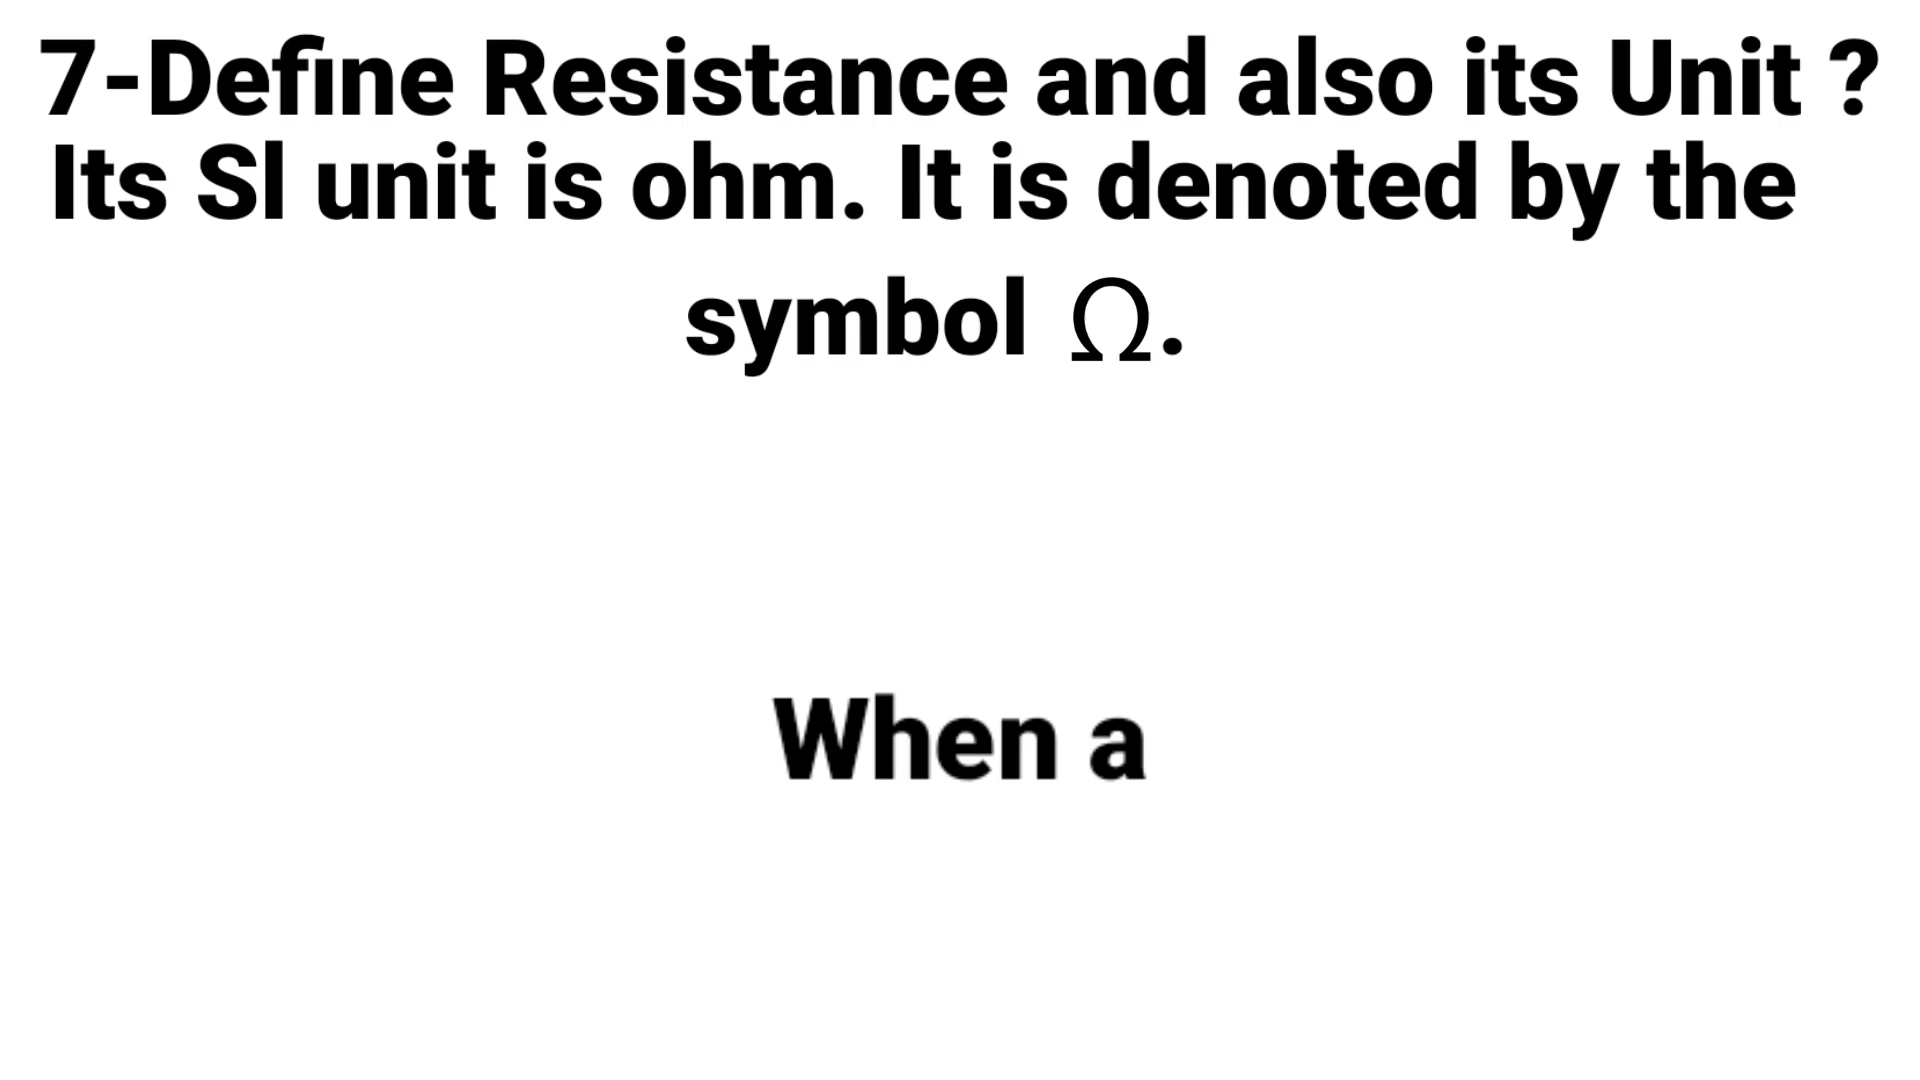 7-Define Resistance and also its Unit ?
Its Sl unit is ohm. It is denoted by the
symbol Ω.
When a